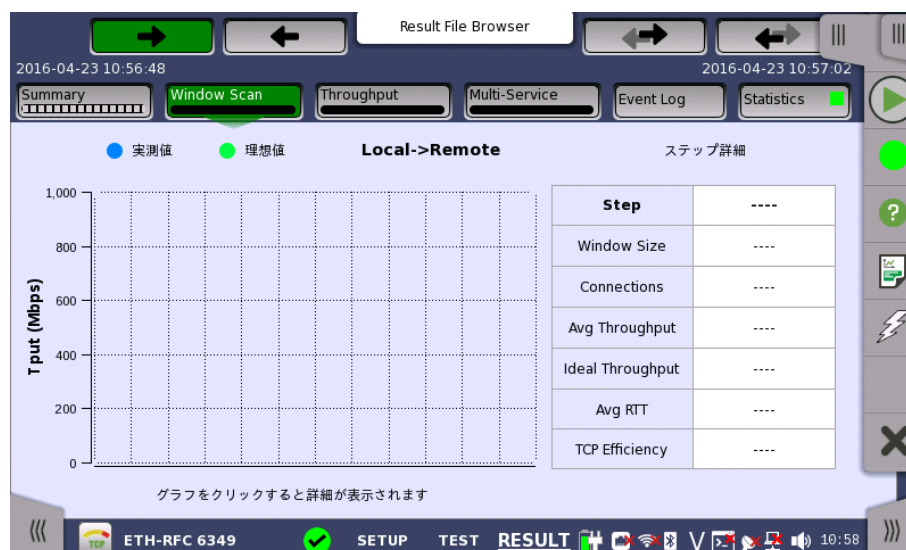 Result File Browser
2016-04-23 10:56:48
2016-04-23 10:57:02
Summary
Window Scan
Throughput
Multi-Service
Event Log
Statistics
実測値
理想値
Local->Remote
ステップ詳細
1,000
800
600
400
200
0
Tput (Mbps)
Step ----
Window Size ----
Connections ----
Avg Throughput ----
Ideal Throughput ----
Avg RTT ----
TCP Efficiency ----
グラフをクリックすると詳細が表示されます
TCP
ETH-RFC 6349
SETUP
TEST
RESULT
10:58